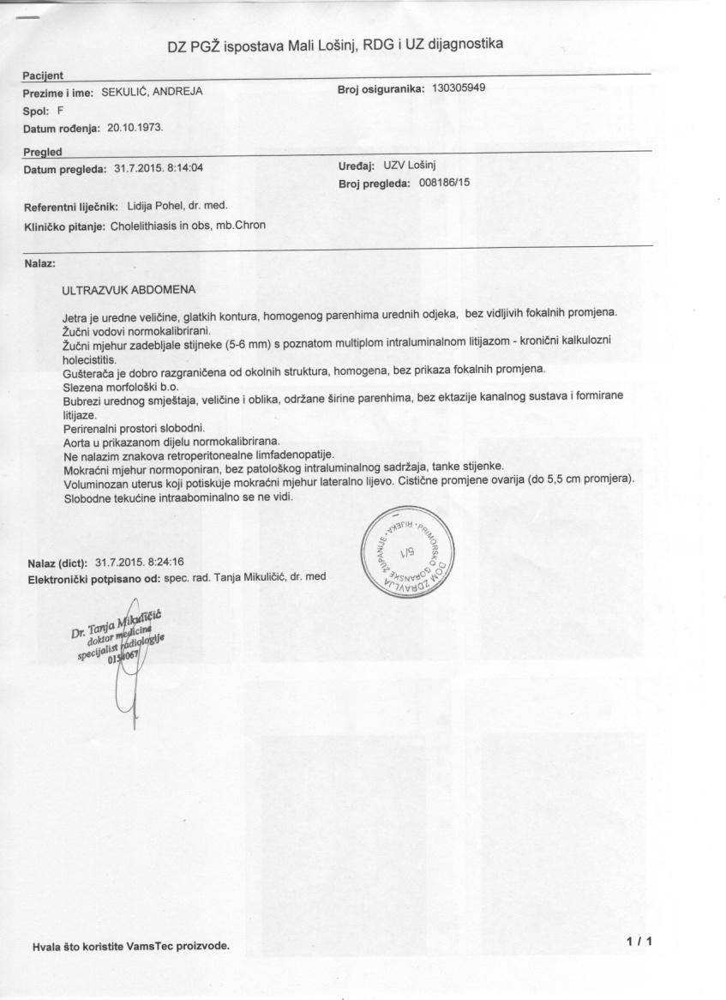 DZ PGŽ ispostava Mali Lošinj, RDG i UZ dijagnostika
Pacijent
Prezime i ime: SEKULIĆ, ANDREJA
Broj osiguranika: 130305949
Spol: F
Datum rođenja: 20.10.1973.
Pregled
Datum pregleda: 31.7.2015. 8:14:04
Uređaj: UZV Lošinj
Broj pregleda: 008186/15
Referentni liječnik: Lidija Pohel, dr. med.
Kliničko pitanje: Cholelithiasis in obs, mb.Chron
Nalaz:
ULTRAZVUK ABDOMENA
Jetra je uredne veličine, glatkih kontura, homogenog parenhima urednih odjeka, bez vidljivih fokalnih promjena.
Žučni vodovi normokalibrirani.
Žučni mjehur zadebljale stijneke (5-6 mm) s poznatom multiplom intraluminalnom litijazom - kronični kalkulozni
holecistitis.
Gušterača je dobro razgraničena od okolnih struktura, homogena, bez prikaza fokalnih promjena.
Slezena morfološki b.o.
Bubrezi urednog smještaja, veličine i oblika, održane širine parenhima, bez ektazije kanalnog sustava i formirane
litijaze.
Perirenalni prostori slobodni.
Aorta u prikazanom dijelu normokalibrirana.
Ne nalazim znakova retroperitonealne limfadenopatije.
Mokraćni mjehur normoponiran, bez patološkog intraluminalnog sadržaja, tanke stijenke.
Voluminozan uterus koji potiskuje mokraćni mjehur lateralno lijevo. Cistične promjene ovarija (do 5,5 cm promjera).
Slobodne tekućine intraabominalno se ne vidi.
DOM ZDRAVLJA PRIMORSKO GORANSKE ŽUPANIJE · RIJEKA ·
5/1
Nalaz (dict): 31.7.2015. 8:24:16
Elektronički potpisano od: spec. rad. Tanja Mikuličić, dr. med
Dr. Tanja Mikuličić
doktor medicine
specijalist radiologije
0154067
Hvala što koristite VamsTec proizvode.
1 / 1